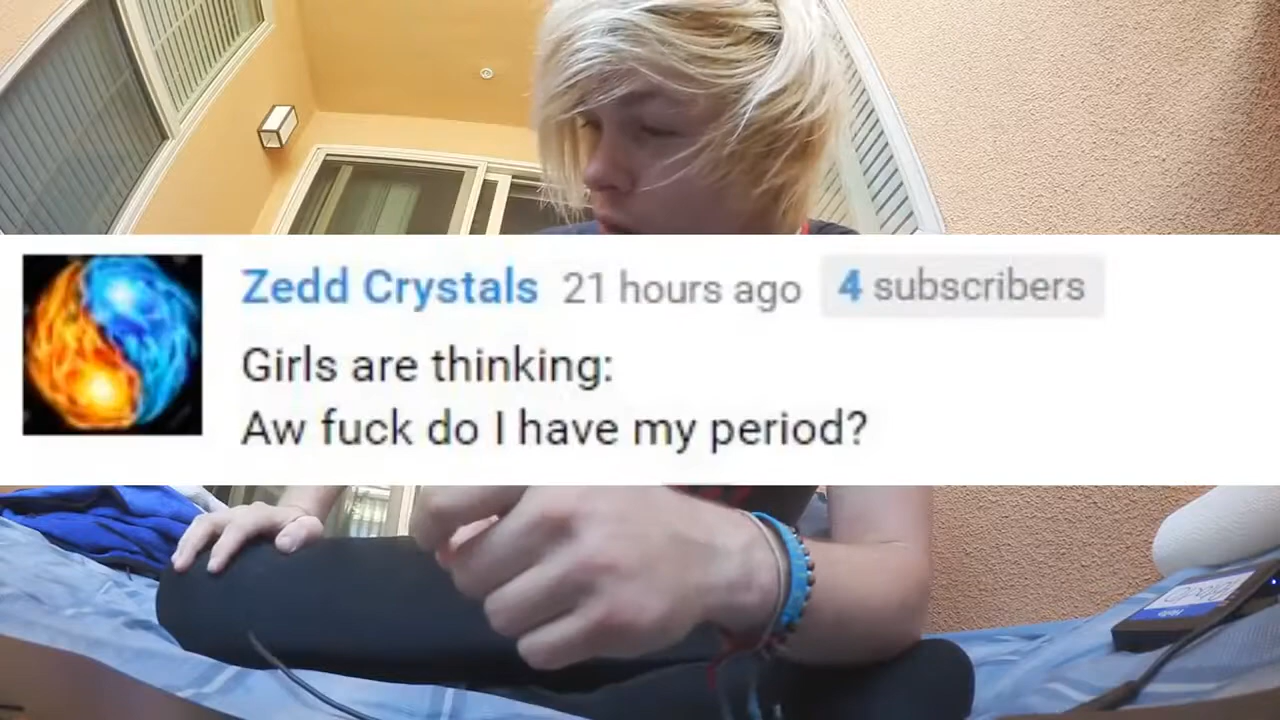 Zedd Crystals 21 hours ago 4 subscribers
Girls are thinking:
Aw fuck do I have my period?